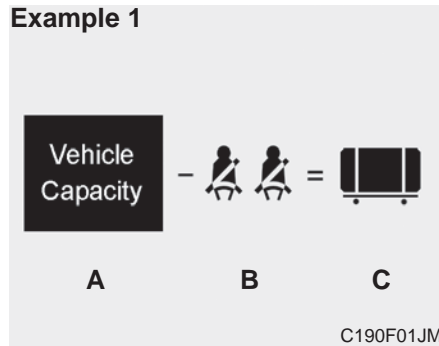 Example 1
Vehicle
Capacity
- =
A B C
C190F01JM